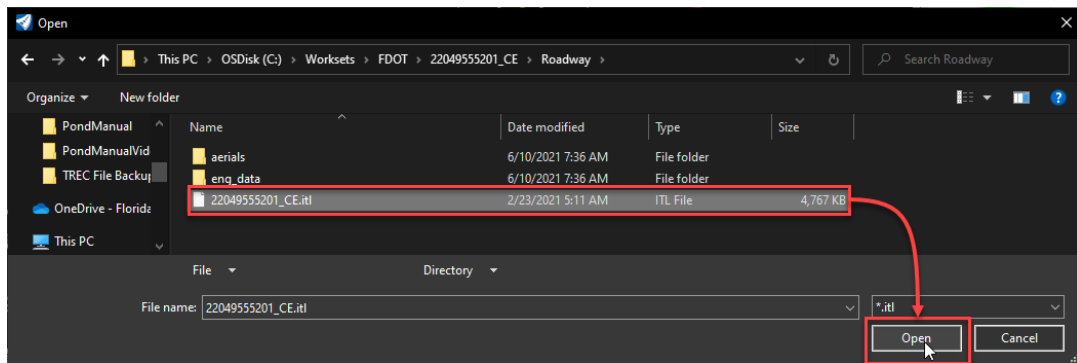 Open
This PC > OSDisk (C:) > Worksets > FDOT > 22049555201_CE > Roadway >
Search Roadway
Organize
New folder
PondManual
PondManualVid
TREC File Backup
OneDrive - Florida
This PC
Name
Date modified
Type
Size
aerials
6/10/2021 7:36 AM
File folder
eng_data
6/10/2021 7:36 AM
File folder
22049555201_CE.itl
2/23/2021 5:11 AM
ITL File
4,767 KB
File
Directory
File name:
22049555201_CE.itl
*.itl
Open
Cancel